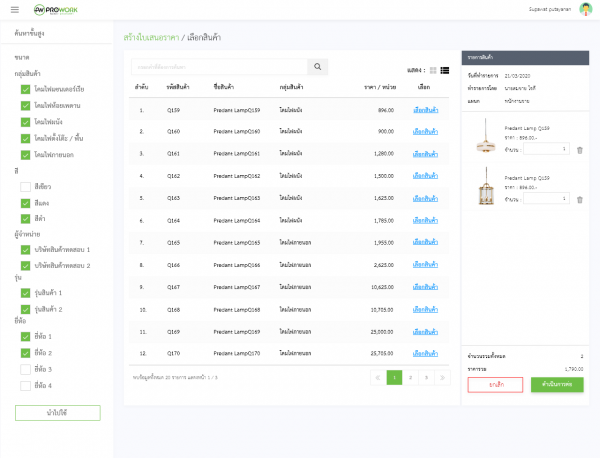 PROWORK
Supawat putayanan
ค้นหาขั้นสูง
ขนาด
กลุ่มสินค้า
โคมไฟแชนเดอร์เรีย
โคมไฟห้อยเพดาน
โคมไฟผนัง
โคมไฟตั้งโต๊ะ / พื้น
โคมไฟภายนอก
สี
สีเขียว
สีแดง
สีดำ
ผู้จำหน่าย
บริษัทสินค้าทดสอบ 1
บริษัทสินค้าทดสอบ 2
รุ่น
รุ่นสินค้า 1
รุ่นสินค้า 2
ยี่ห้อ
ยี่ห้อ 1
ยี่ห้อ 2
ยี่ห้อ 3
ยี่ห้อ 4
นำไปใช้
สร้างใบเสนอราคา / เลือกสินค้า
แสดง :
ลำดับ รหัสสินค้า ชื่อสินค้า กลุ่มสินค้า ราคา / หน่วย เลือก
1. Q159 Predant LampQ159 โคมไฟผนัง 896.00 เลือกสินค้า
2. Q160 Predant LampQ160 โคมไฟผนัง 900.00 เลือกสินค้า
3. Q161 Predant LampQ161 โคมไฟผนัง 1,280.00 เลือกสินค้า
4. Q162 Predant LampQ162 โคมไฟผนัง 1,500.00 เลือกสินค้า
5. Q163 Predant LampQ163 โคมไฟผนัง 1,625.00 เลือกสินค้า
6. Q164 Predant LampQ164 โคมไฟผนัง 1,785.00 เลือกสินค้า
7. Q165 Predant LampQ165 โคมไฟภายนอก 1,955.00 เลือกสินค้า
8. Q166 Predant LampQ166 โคมไฟภายนอก 2,625.00 เลือกสินค้า
9. Q167 Predant LampQ167 โคมไฟภายนอก 10,625.00 เลือกสินค้า
10. Q168 Predant LampQ168 โคมไฟภายนอก 10,705.00 เลือกสินค้า
11. Q169 Predant LampQ169 โคมไฟภายนอก 25,000.00 เลือกสินค้า
12. Q170 Predant LampQ170 โคมไฟภายนอก 25,705.00 เลือกสินค้า
พบข้อมูลทั้งหมด 25 รายการ แสดงหน้า 1 / 3
« 1 2 3 »
รายการสินค้า
วันที่ทำรายการ 21/03/2020
ทำรายการโดย
แผนก พนักงานขาย
Predant Lamp Q159
ราคา : 896.00.-
จำนวน : 1
Predant Lamp Q159
ราคา : 896.00.-
จำนวน : 1
จำนวนรวมทั้งหมด 2
ราคารวม 1,790.00
ยกเลิก
ดำเนินการต่อ